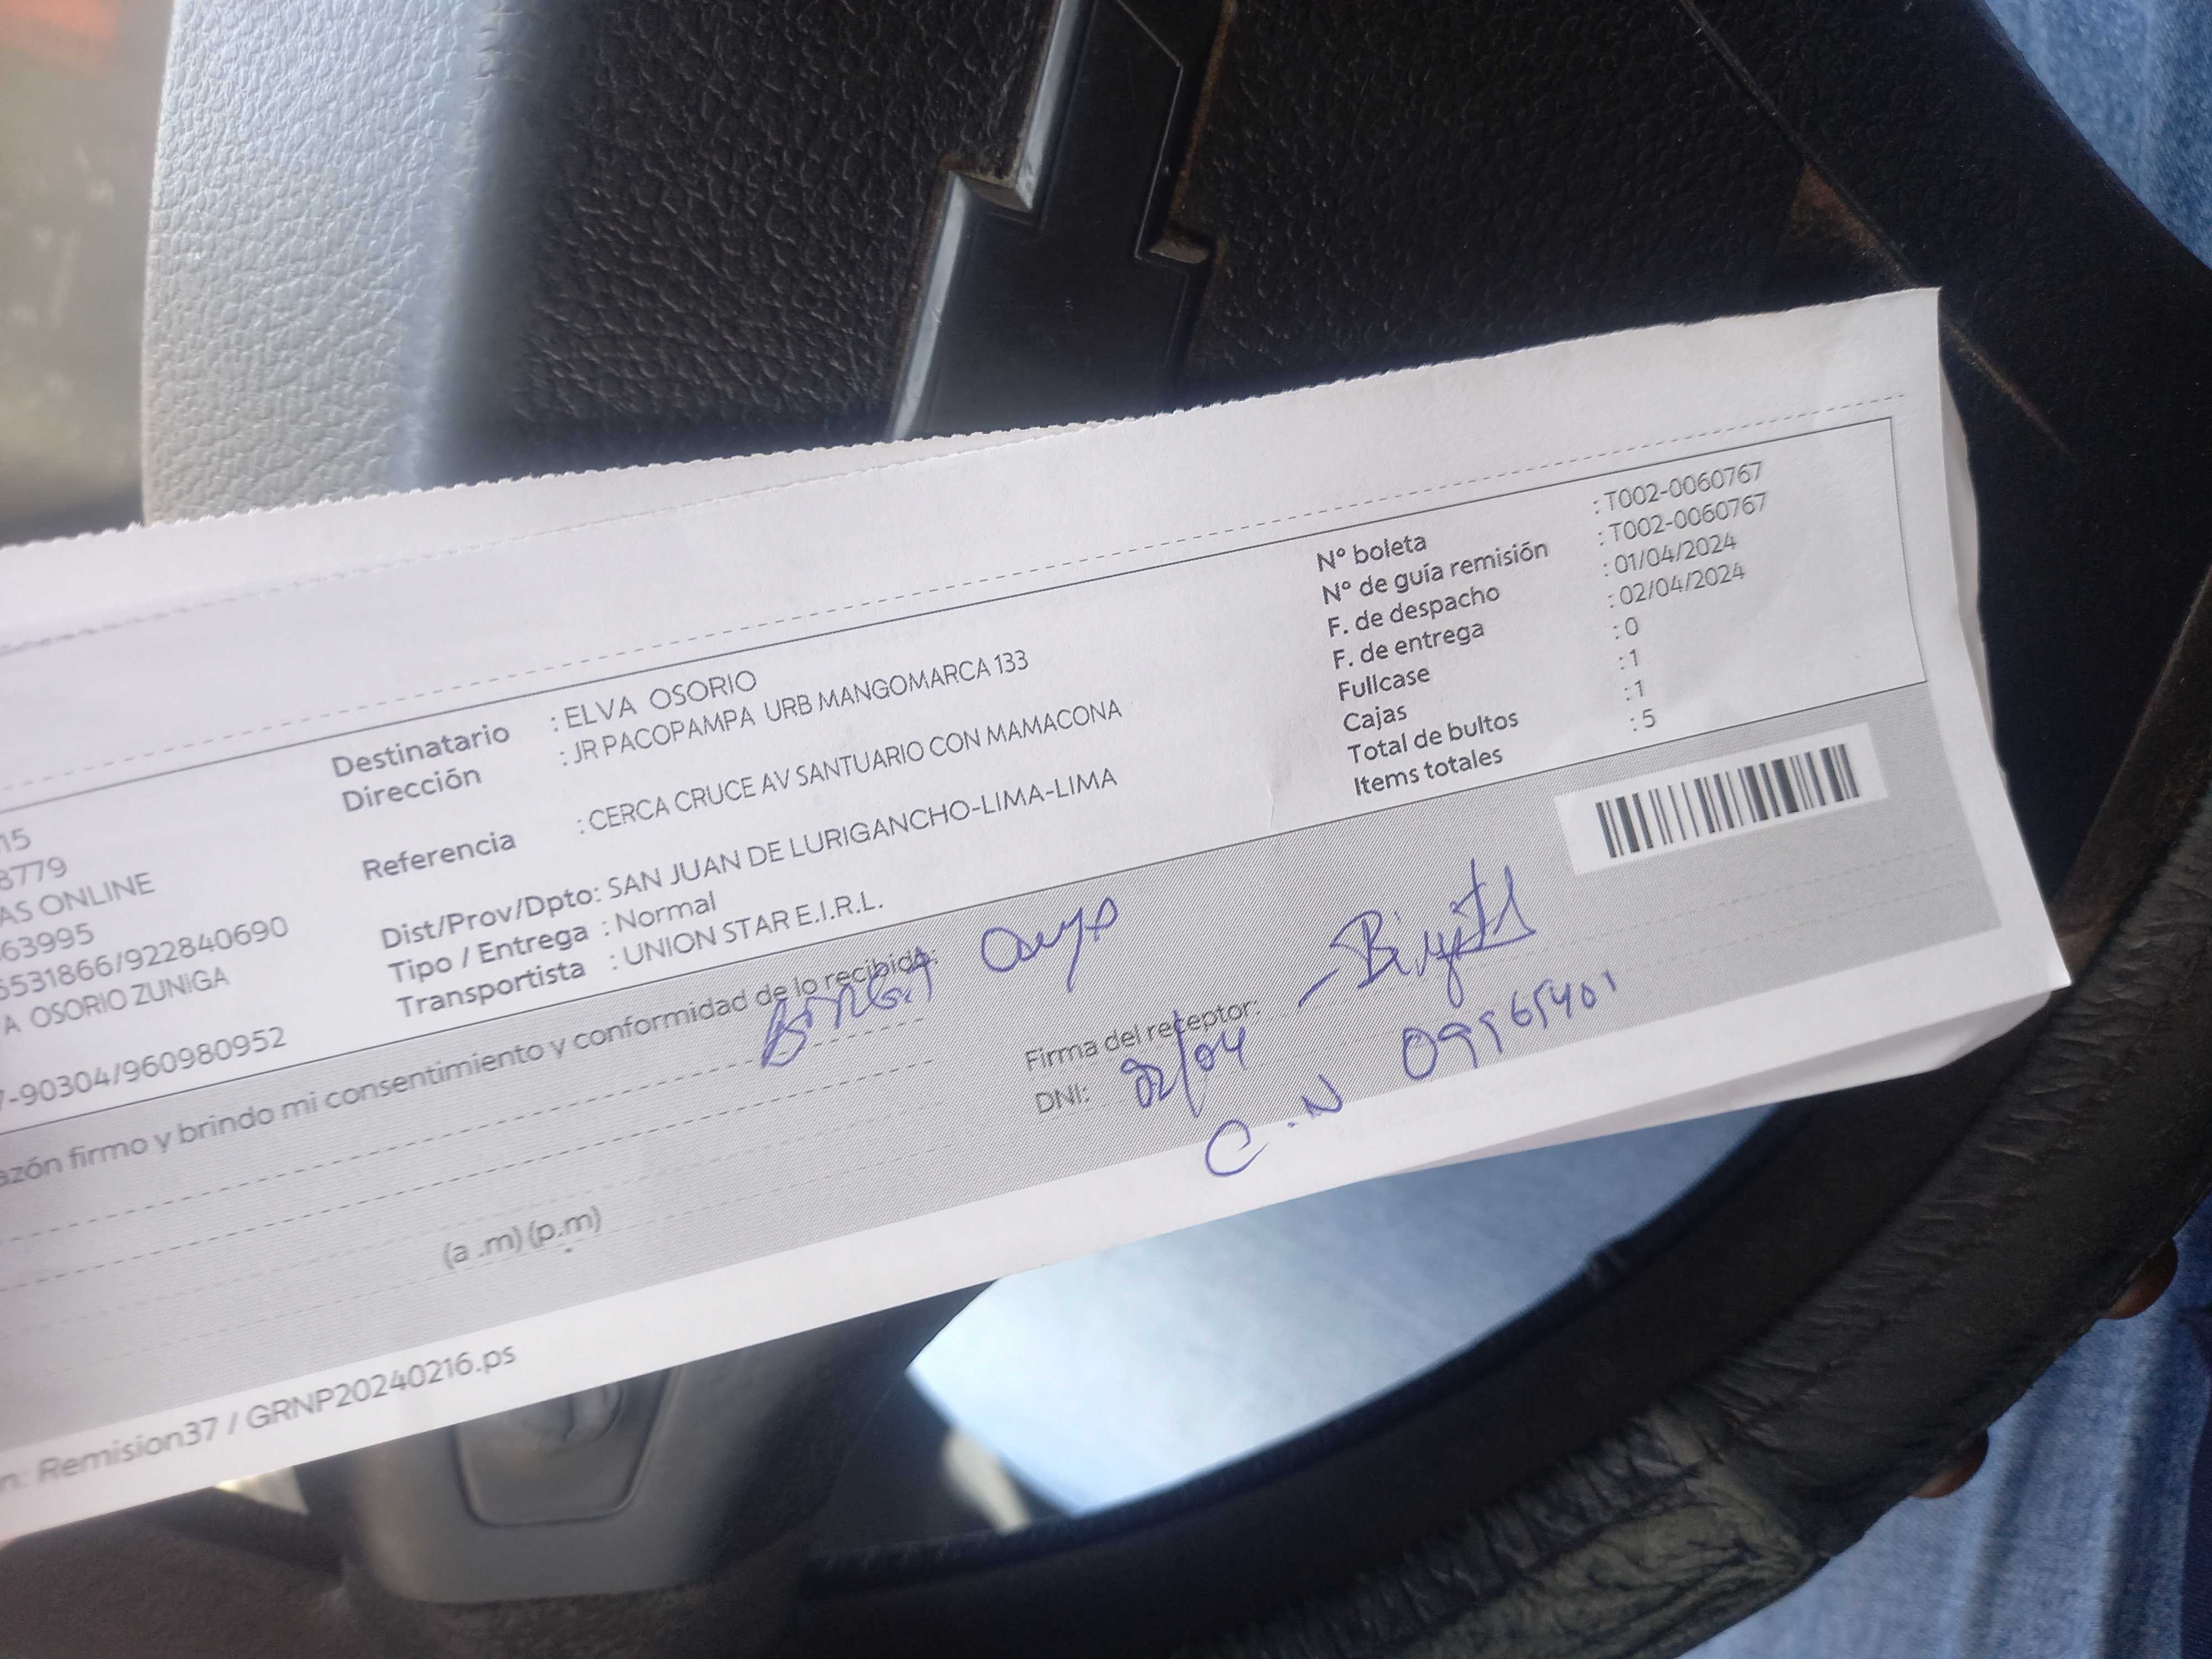 15
8779
AS ONLINE
63995
5531866/922840690
A OSORIO ZUNIGA
7-90304/960980952
Destinatario : ELVA OSORIO
Dirección : JR PACOPAMPA URB MANGOMARCA 133
Referencia : CERCA CRUCE AV SANTUARIO CON MAMACONA
Dist/Prov/Dpto: SAN JUAN DE LURIGANCHO-LIMA-LIMA
Tipo / Entrega : Normal
Transportista : UNION STAR E.I.R.L.
N° boleta : T002-0060767
N° de guía remisión : T002-0060767
F. de despacho : 01/04/2024
F. de entrega : 02/04/2024
Fullcase : 0
Cajas : 1
Total de bultos : 1
Items totales : 5
azón firmo y brindo mi consentimiento y conformidad de lo recibido:
Firma del receptor:
DNI: 02/04
C.N 09565401
(a .m) (p.m)
n: Remision37 / GRNP20240216.ps